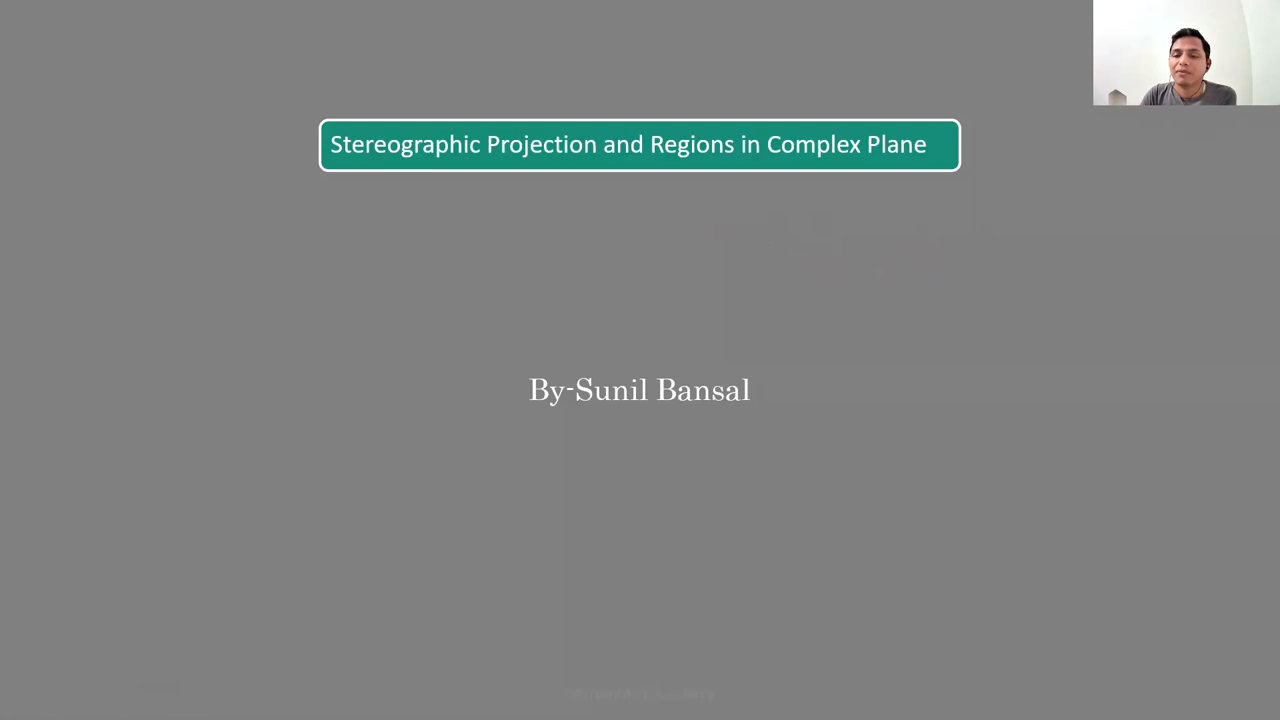 Stereographic Projection and Regions in Complex Plane
By-Sunil Bansal